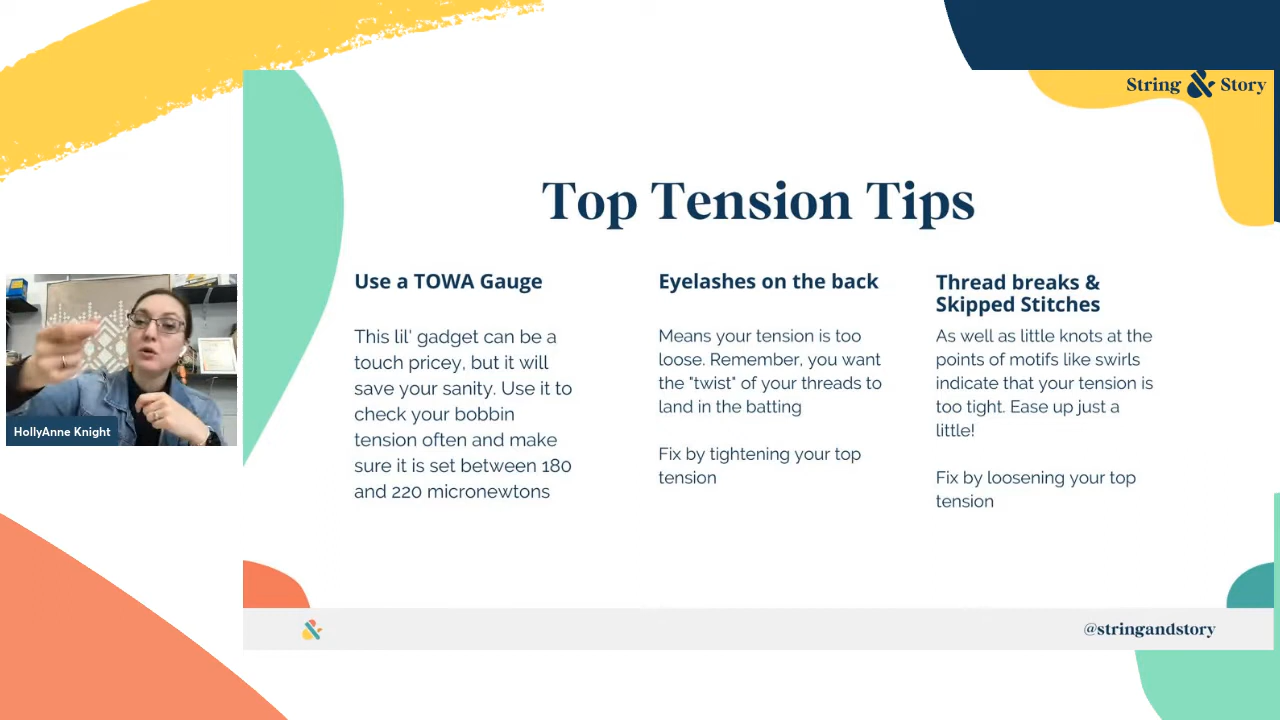 String & Story
Top Tension Tips
Use a TOWA Gauge
This lil' gadget can be a
touch pricey, but it will
save your sanity. Use it to
check your bobbin
tension often and make
sure it is set between 180
and 220 micronewtons
Eyelashes on the back
Means your tension is too
loose. Remember, you want
the "twist" of your threads to
land in the batting
Fix by tightening your top
tension
Thread breaks &
Skipped Stitches
As well as little knots at the
points of motifs like swirls
indicate that your tension is
too tight. Ease up just a
little!
Fix by loosening your top
tension
HollyAnne Knight
&
@stringandstory